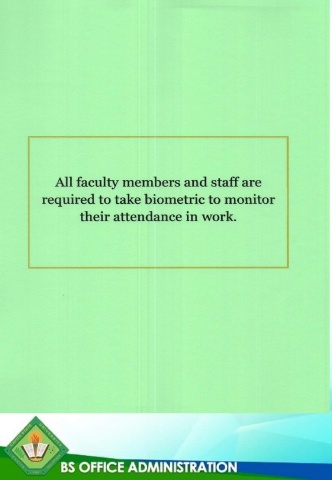 All faculty members and staff are
required to take biometric to monitor
their attendance in work.
BS OFFICE ADMINISTRATION